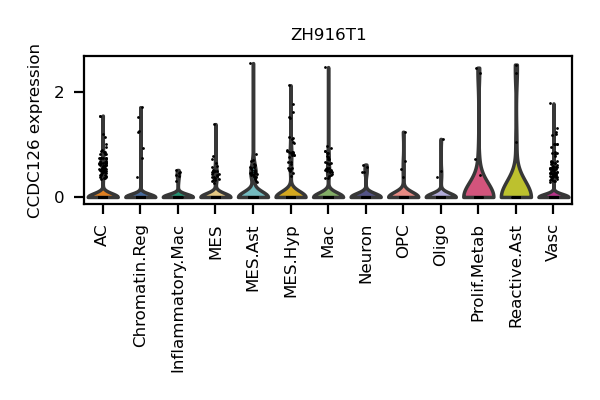 ZH916T1
CCDC126 expression
2
0
AC
Chromatin.Reg
Inflammatory.Mac
MES
MES.Ast
MES.Hyp
Mac
Neuron
OPC
Oligo
Prolif.Metab
Reactive.Ast
Vasc